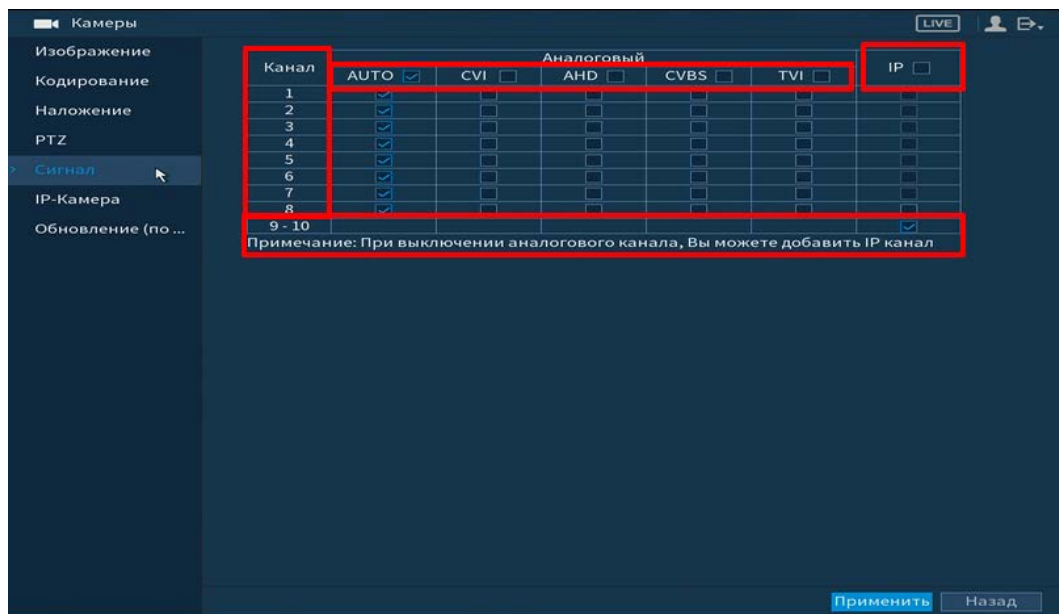 Камеры
LIVE
Изображение
Кодирование
Наложение
PTZ
Сигнал
IP-Камера
Обновление (по ...
Канал Аналоговый IP
AUTO CVI AHD CVBS TVI
1
2
3
4
5
6
7
8
9 - 10
Примечание: При выключении аналогового канала, Вы можете добавить IP канал
Применить Назад